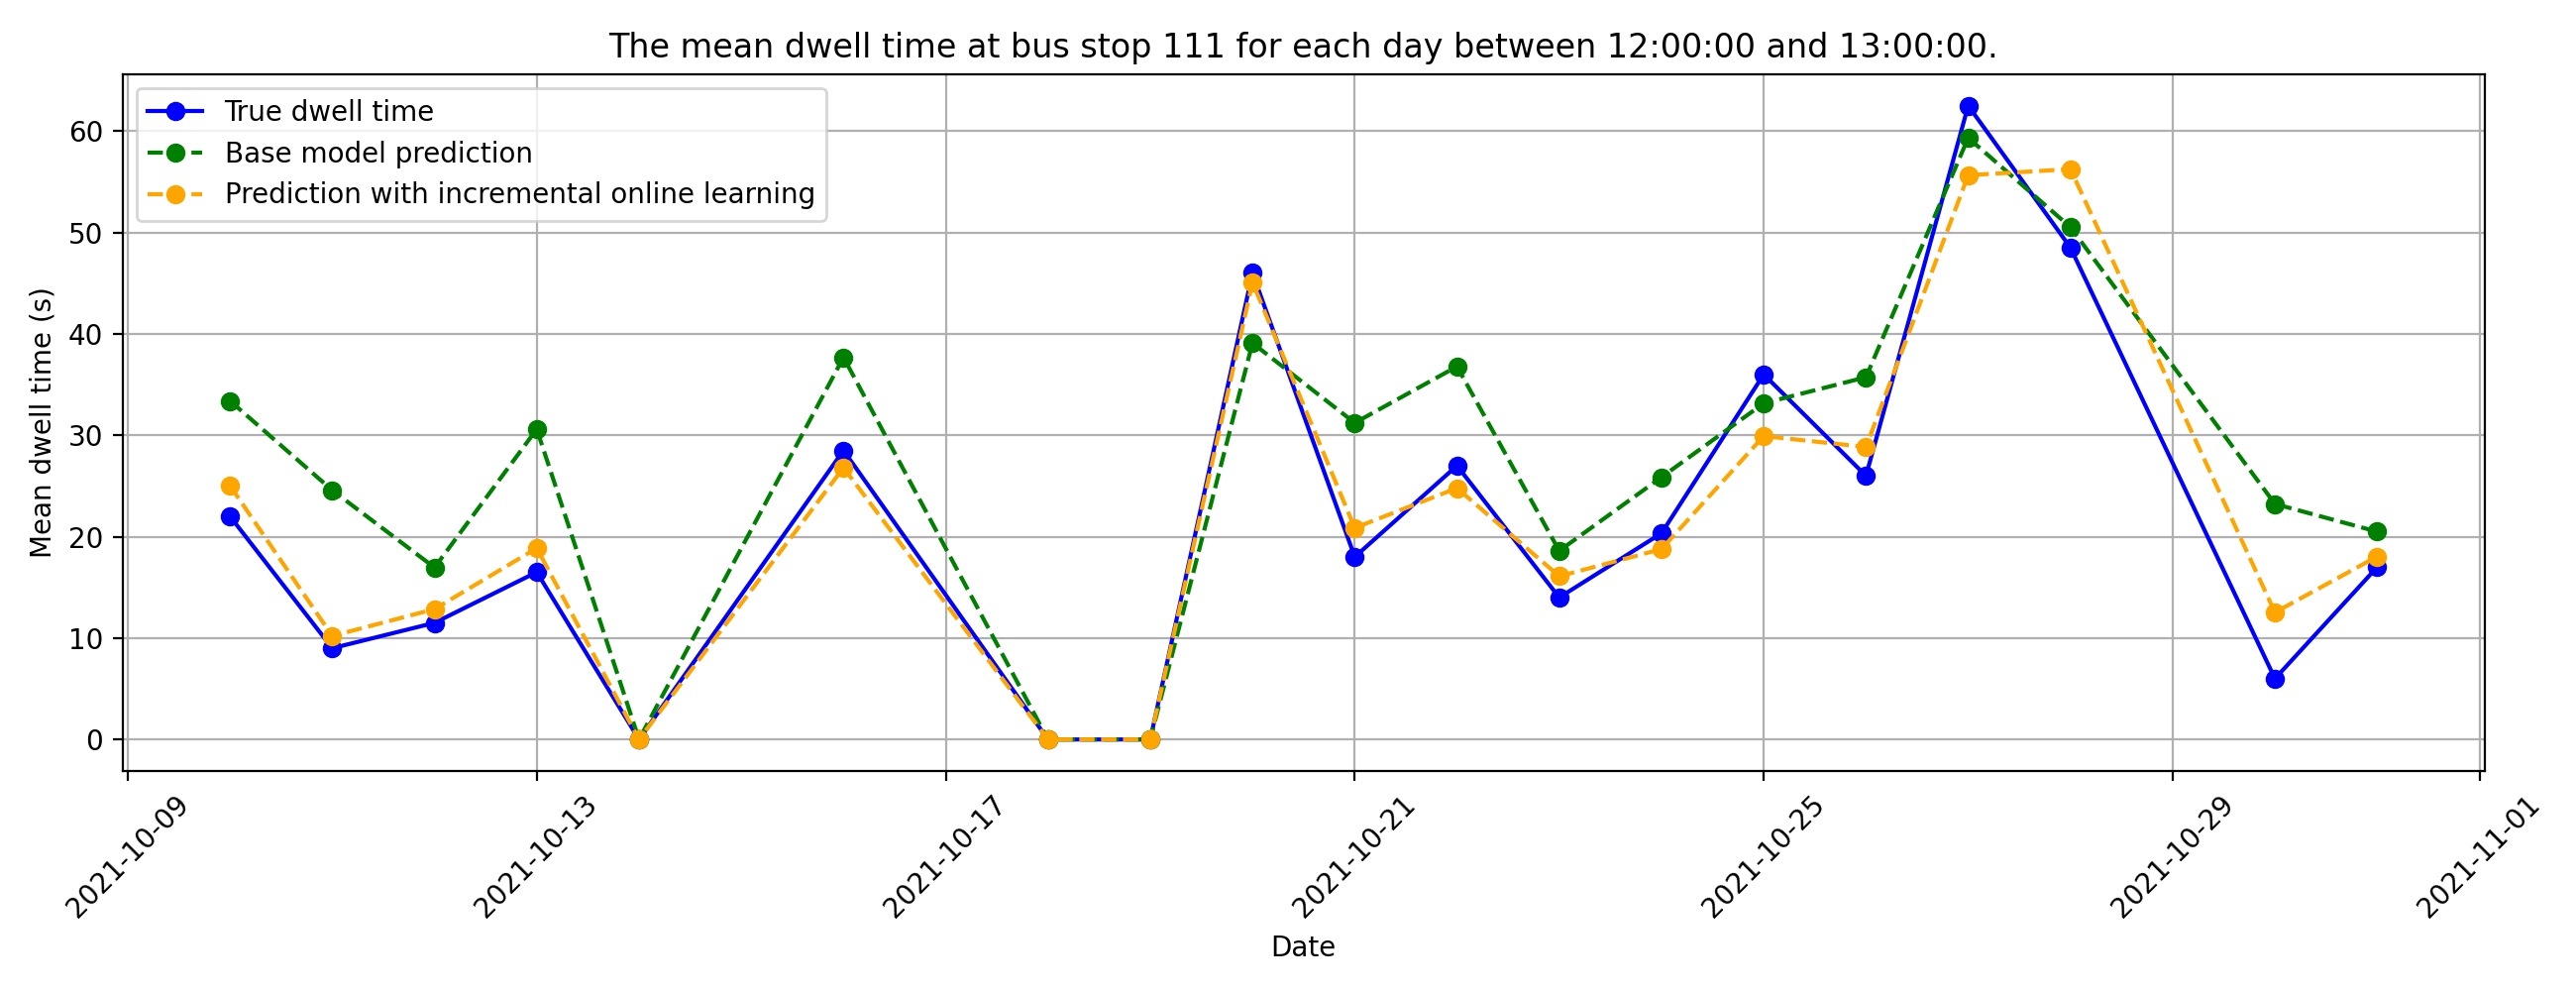 The mean dwell time at bus stop 111 for each day between 12:00:00 and 13:00:00.
True dwell time
Base model prediction
Prediction with incremental online learning
Mean dwell time (s)
60
50
40
30
20
10
0
2021-10-09
2021-10-13
2021-10-17
2021-10-21
2021-10-25
2021-10-29
2021-11-01
Date